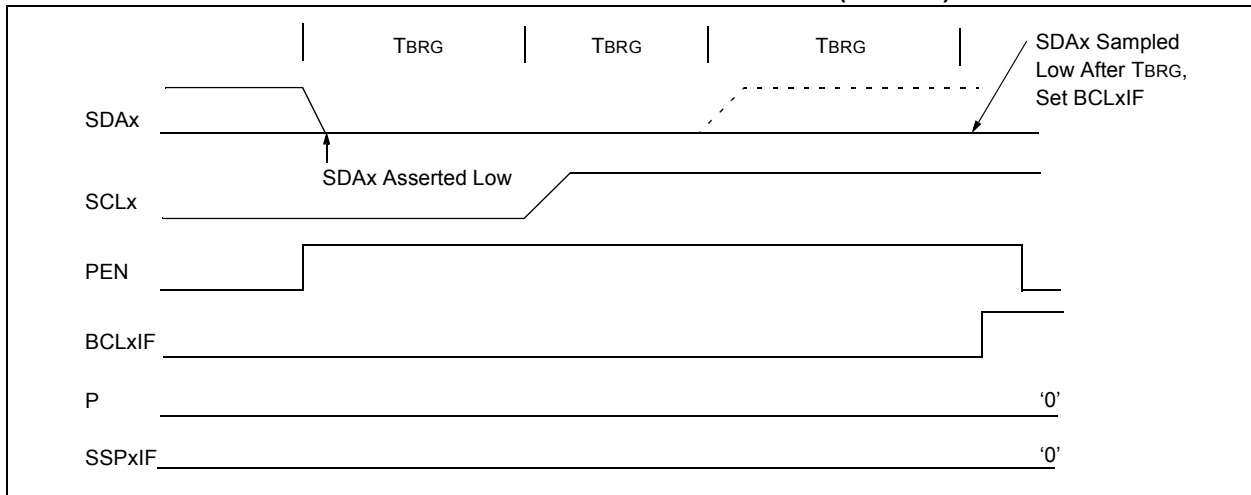 TBRG TBRG TBRG
SDAx Sampled
Low After TBRG,
Set BCLxIF
SDAx
SDAx Asserted Low
SCLx
PEN
BCLxIF
P
‘0’
SSPxIF
‘0’